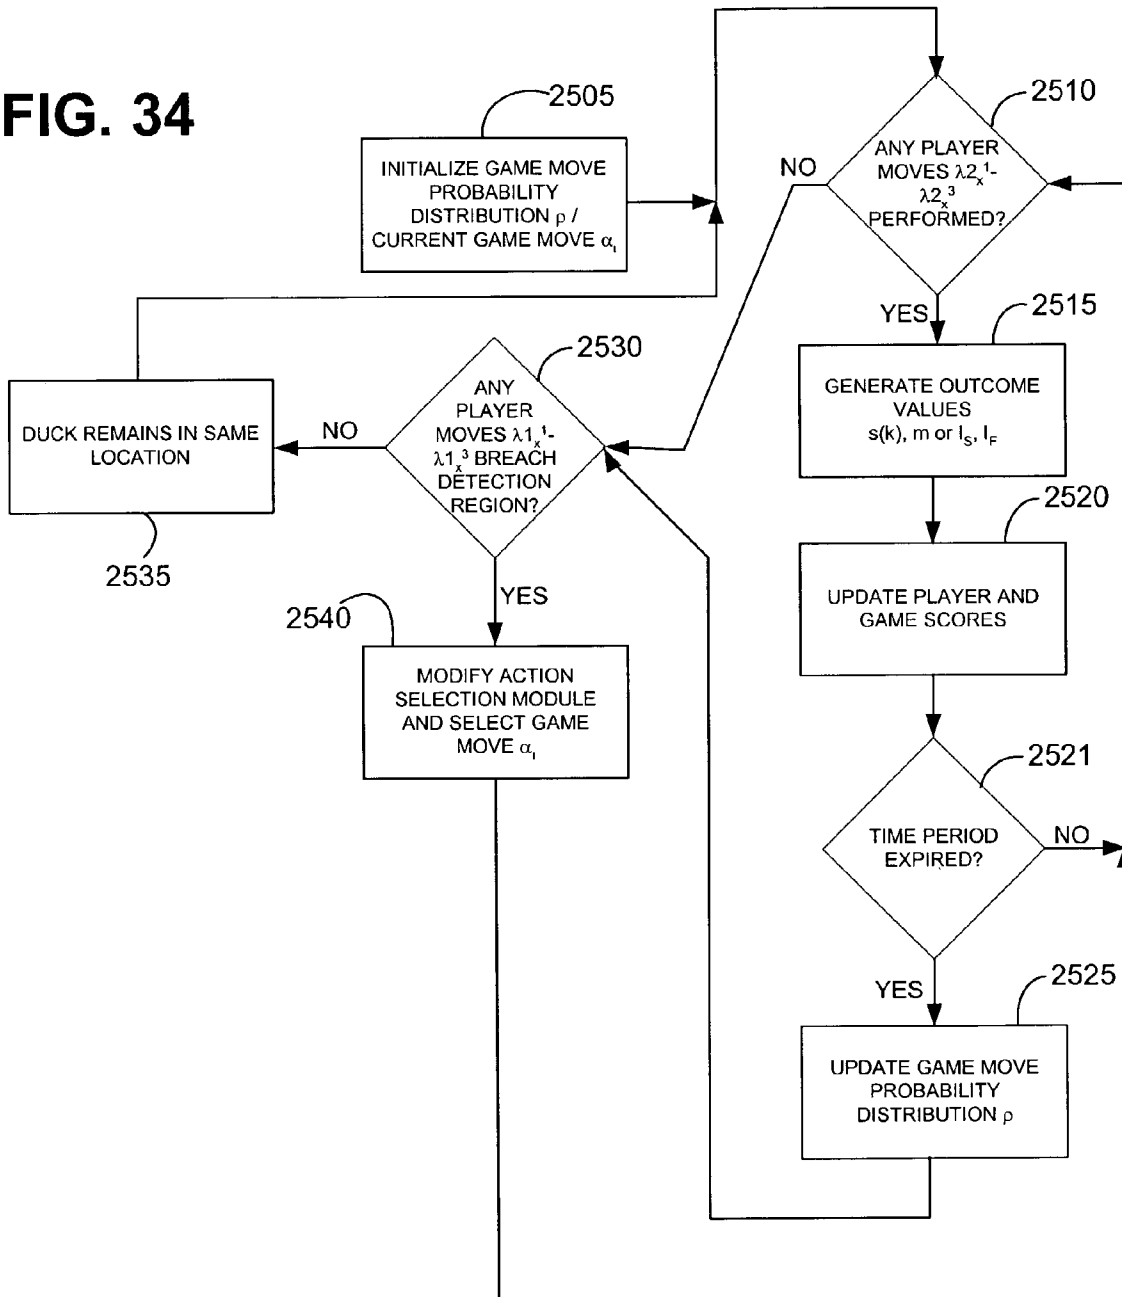 FIG. 34
2505
INITIALIZE GAME MOVE
PROBABILITY
DISTRIBUTION ρ /
CURRENT GAME MOVE αᵢ
2510
ANY PLAYER
MOVES λ2ₓ¹-
λ2ₓ³
PERFORMED?
NO
YES
2515
GENERATE OUTCOME
VALUES
s(k), m or I_S, I_F
2520
UPDATE PLAYER AND
GAME SCORES
2521
TIME PERIOD
EXPIRED?
NO
YES
2525
UPDATE GAME MOVE
PROBABILITY
DISTRIBUTION ρ
2530
ANY
PLAYER
MOVES λ1ₓ¹-
λ1ₓ³ BREACH
DETECTION
REGION?
NO
YES
DUCK REMAINS IN SAME
LOCATION
2535
2540
MODIFY ACTION
SELECTION MODULE
AND SELECT GAME
MOVE αᵢ